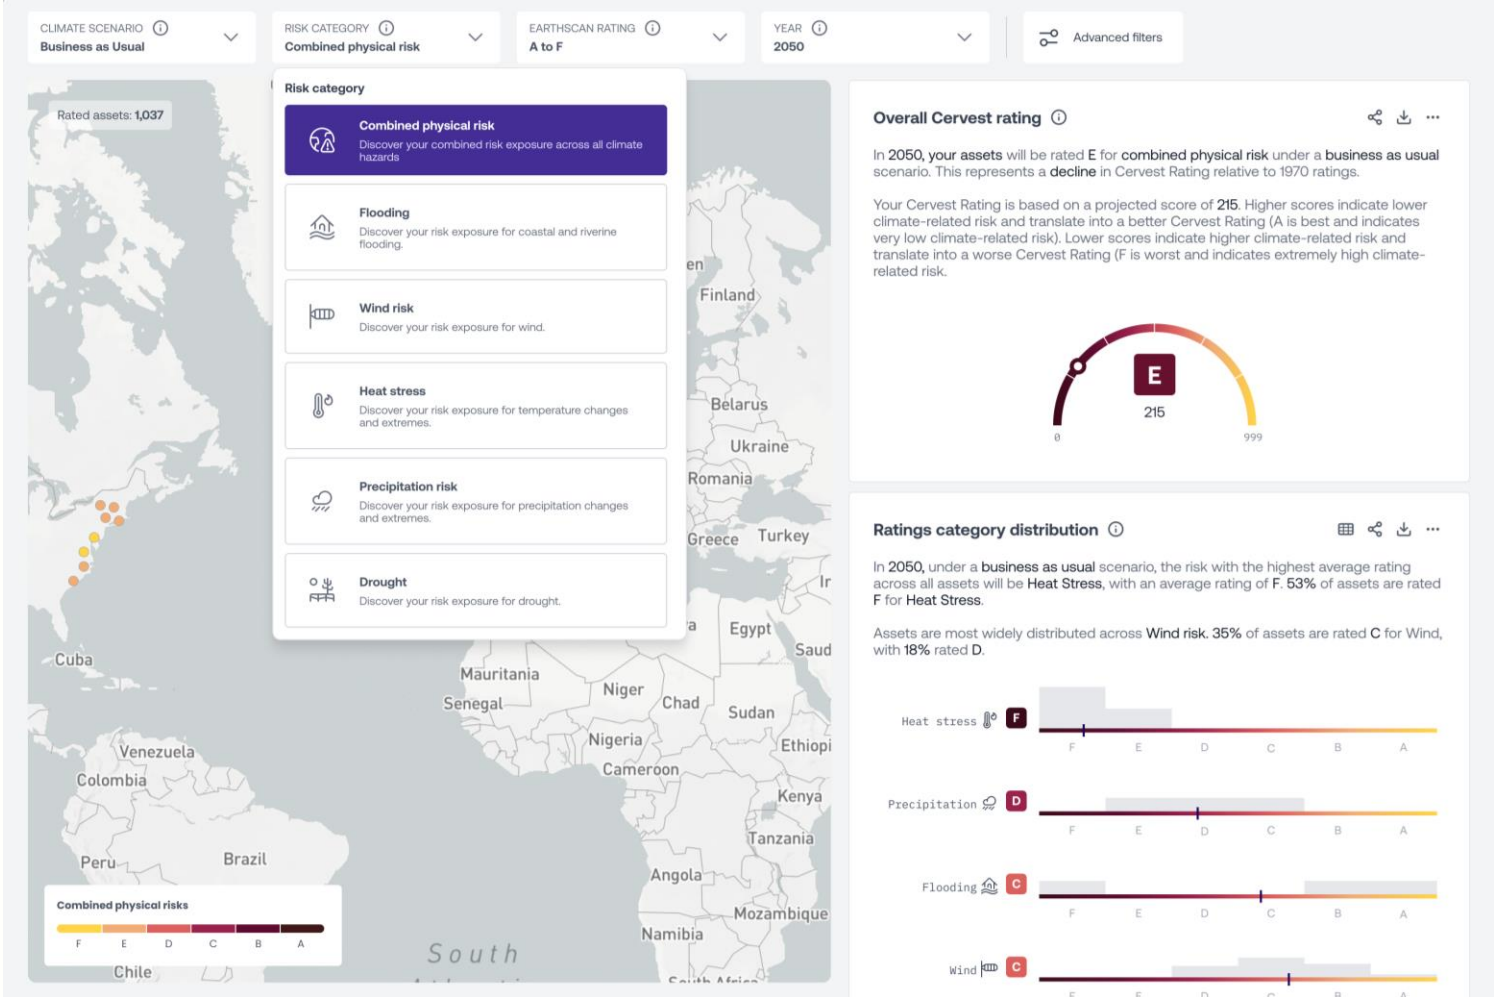 CLIMATE SCENARIO
Business as Usual
RISK CATEGORY
Combined physical risk
EARTHSCAN RATING
A to F
YEAR
2050
Advanced filters
Rated assets: 1,037
Risk category
Combined physical risk
Discover your combined risk exposure across all climate
hazards
Flooding
Discover your risk exposure for coastal and riverine
flooding.
Wind risk
Discover your risk exposure for wind.
Heat stress
Discover your risk exposure for temperature changes
and extremes.
Precipitation risk
Discover your risk exposure for precipitation changes
and extremes.
Drought
Discover your risk exposure for drought.
en
Finland
Belarus
Ukraine
Romania
Greece
Turkey
Ir
a
Egypt
Saud
Cuba
Mauritania
Niger
Chad
Senegal
Sudan
Nigeria
Ethiopi
Venezuela
Cameroon
Colombia
Kenya
Tanzania
Peru
Brazil
Angola
Mozambique
Namibia
South
Chile
South Africa
Combined physical risks
F E D C B A
Overall Cervest rating
In 2050, your assets will be rated E for combined physical risk under a business as usual
scenario. This represents a decline in Cervest Rating relative to 1970 ratings.
Your Cervest Rating is based on a projected score of 215. Higher scores indicate lower
climate-related risk and translate into a better Cervest Rating (A is best and indicates
very low climate-related risk). Lower scores indicate higher climate-related risk and
translate into a worse Cervest Rating (F is worst and indicates extremely high climate-
related risk.
E
215
0
999
Ratings category distribution
In 2050, under a business as usual scenario, the risk with the highest average rating
across all assets will be Heat Stress, with an average rating of F. 53% of assets are rated
F for Heat Stress.
Assets are most widely distributed across Wind risk. 35% of assets are rated C for Wind,
with 18% rated D.
Heat stress F
F E D C B A
Precipitation D
F E D C B A
Flooding C
F E D C B A
Wind C
F E D C B A